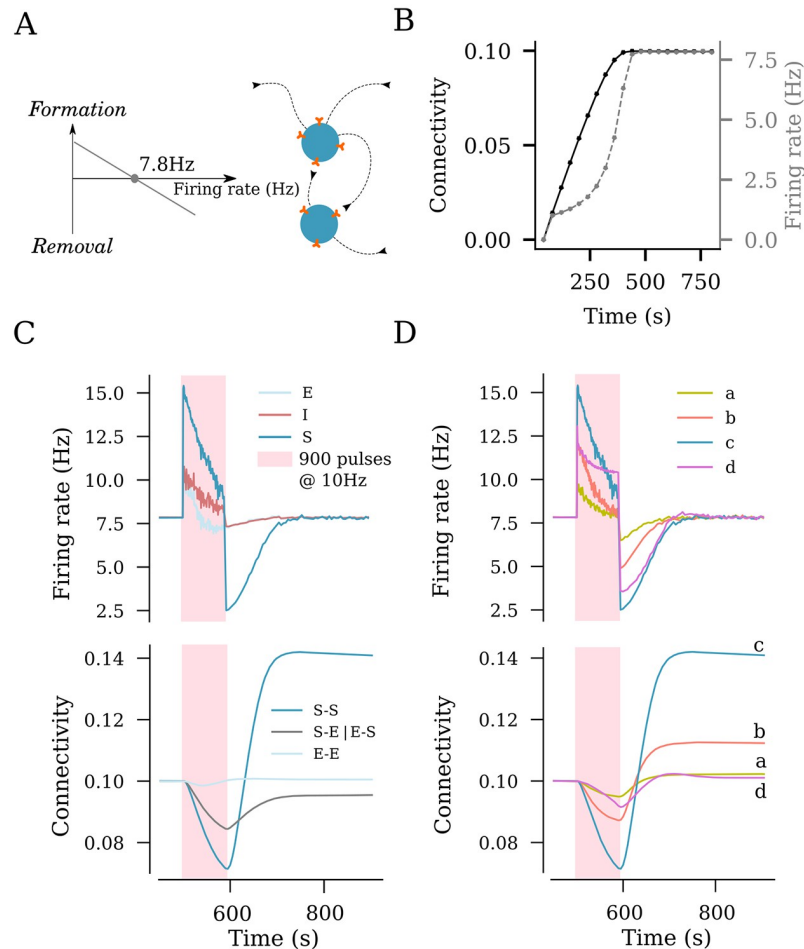 A
Formation
7.8Hz
Firing rate (Hz)
Removal
B
0.10
0.05
0.00
Connectivity
7.5
5.0
2.5
0.0
Firing rate (Hz)
250 500 750
Time (s)
C
15.0
12.5
10.0
7.5
5.0
2.5
Firing rate (Hz)
E
I
S
900 pulses
@ 10Hz
0.14
0.12
0.10
0.08
Connectivity
S-S
S-E | E-S
E-E
600 800
Time (s)
D
15.0
12.5
10.0
7.5
5.0
2.5
Firing rate (Hz)
a
b
c
d
0.14
0.12
0.10
0.08
Connectivity
c
b
a
d
600 800
Time (s)